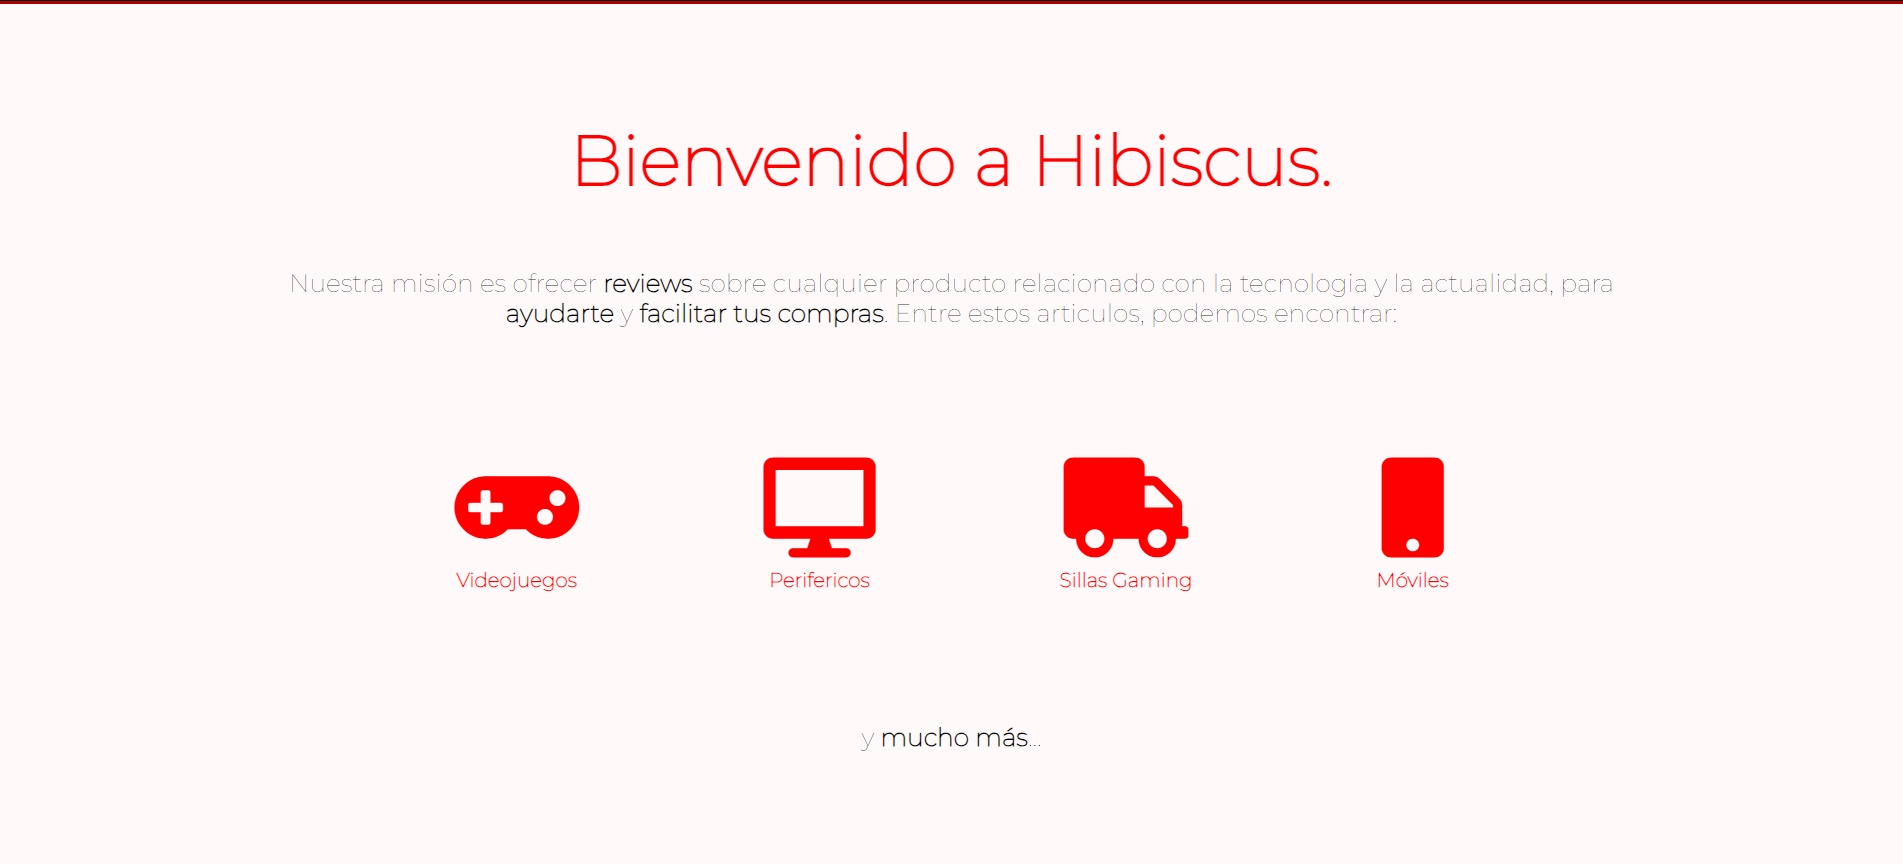 Bienvenido a Hibiscus.
Nuestra misión es ofrecer reviews sobre cualquier producto relacionado con la tecnologia y la actualidad, para
ayudarte y facilitar tus compras. Entre estos articulos, podemos encontrar:
Videojuegos
Perifericos
Sillas Gaming
Móviles
y mucho más...